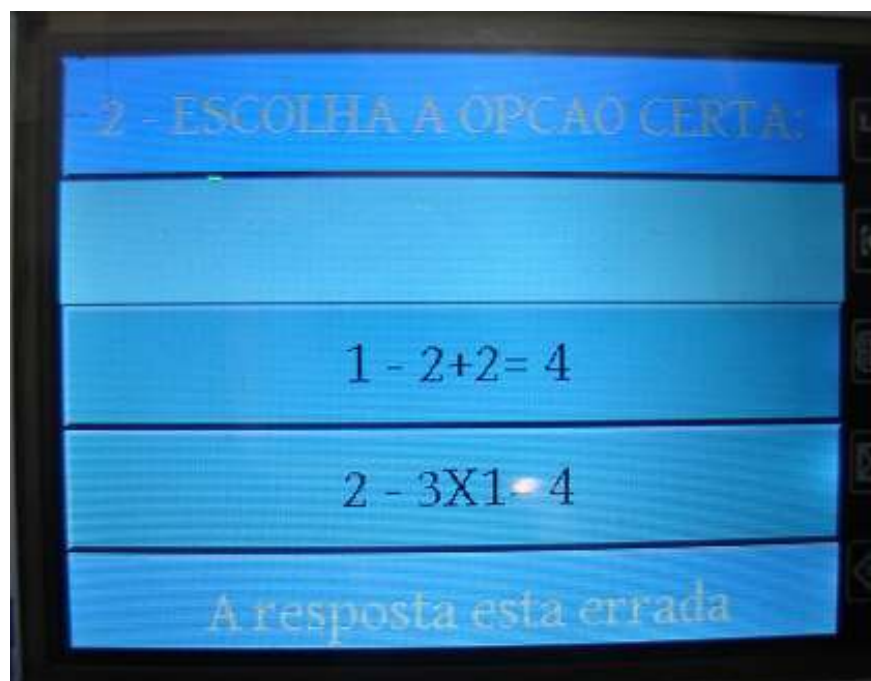 2 - ESCOLHA A OPCAO CERTA:
1 - 2+2= 4
2 - 3X1= 4
A resposta esta errada